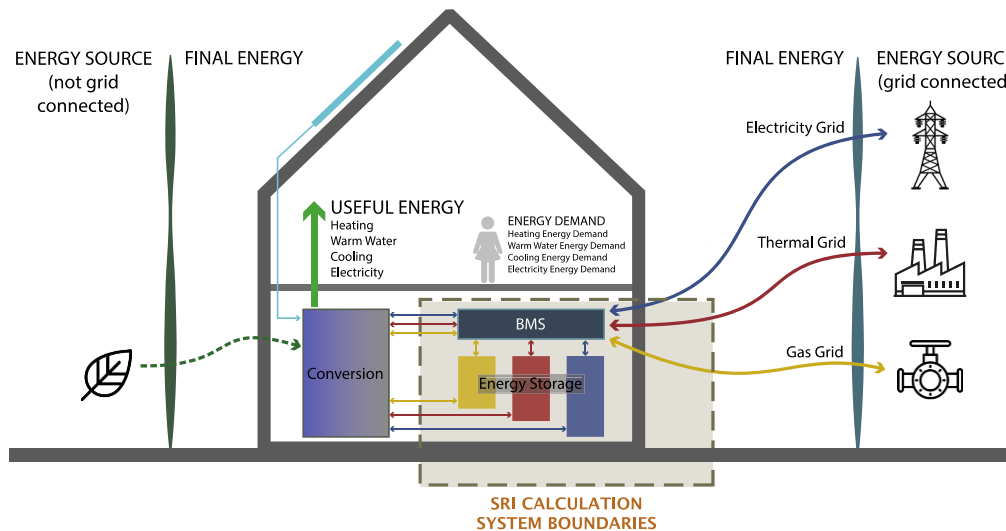 ENERGY SOURCE
(not grid
connected)
FINAL ENERGY
FINAL ENERGY
ENERGY SOURC
(grid connected
Electricity Grid
USEFUL ENERGY
Heating
Warm Water
Cooling
Electricity
ENERGY DEMAND
Heating Energy Demand
Warm Water Energy Demand
Cooling Energy Demand
Electricity Energy Demand
Thermal Grid
BMS
Gas Grid
Conversion
Energy Storage
SRI CALCULATION
SYSTEM BOUNDARIES